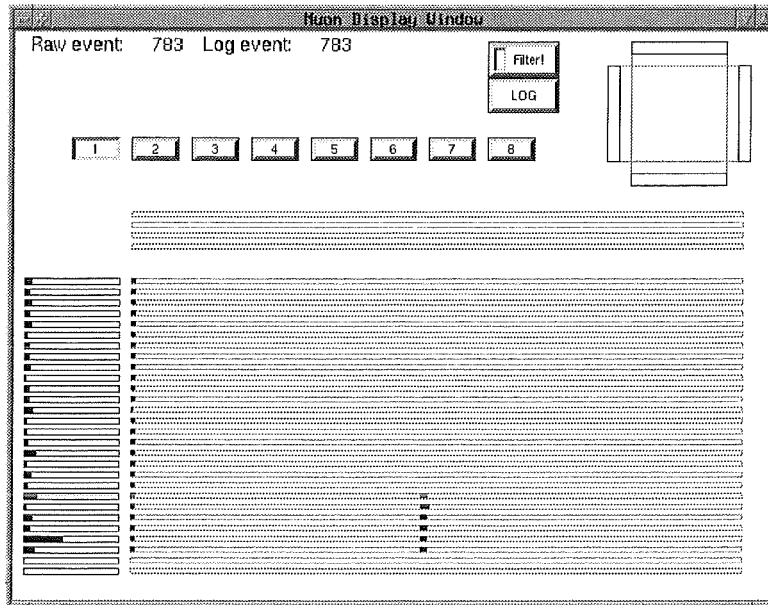 Muon Display Window
Raw event: 783 Log event: 783
Filter!
LOG
1 2 3 4 5 6 7 8